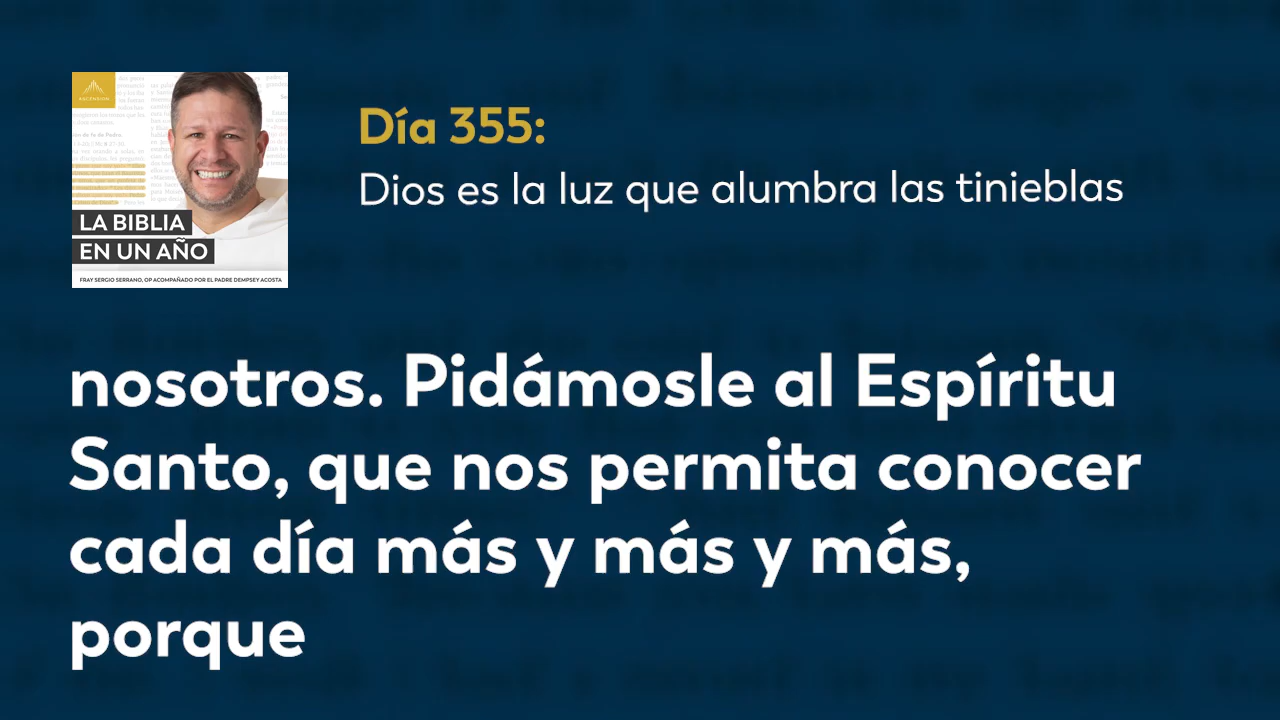 Día 355:
Dios es la luz que alumbra las tinieblas
ASCENSION
LA BIBLIA
EN UN AÑO
FRAY SERGIO SERRANO, OP ACOMPAÑADO POR EL PADRE DEMPSEY ACOSTA
nosotros. Pidámosle al Espíritu
Santo, que nos permita conocer
cada día más y más y más,
porque